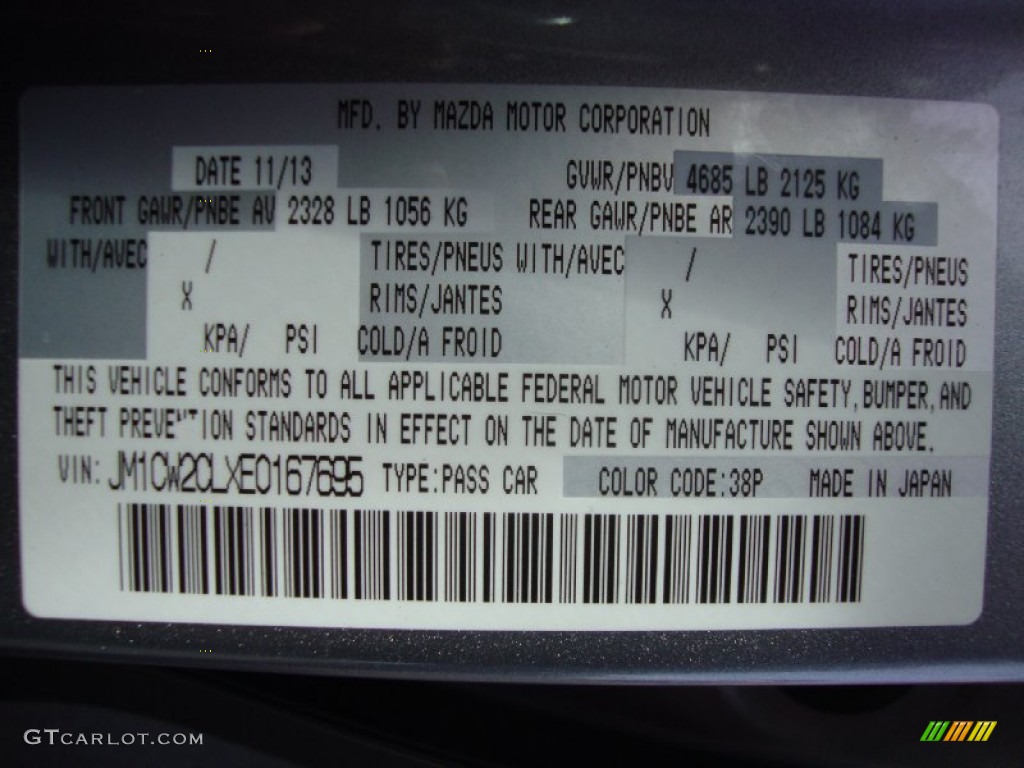 MFD. BY MAZDA MOTOR CORPORATION
DATE 11/13 GVWR/PNBV 4685 LB 2125 KG
FRONT GAWR/PNBE AV 2328 LB 1056 KG REAR GAWR/PNBE AR 2390 LB 1084 KG
WITH/AVEC / TIRES/PNEUS WITH/AVEC / TIRES/PNEUS
X RIMS/JANTES X RIMS/JANTES
KPA/ PSI COLD/A FROID KPA/ PSI COLD/A FROID
THIS VEHICLE CONFORMS TO ALL APPLICABLE FEDERAL MOTOR VEHICLE SAFETY, BUMPER, AND
THEFT PREVENTION STANDARDS IN EFFECT ON THE DATE OF MANUFACTURE SHOWN ABOVE.
VIN: JM1CW2CLXE0167695 TYPE:PASS CAR COLOR CODE:38P MADE IN JAPAN
GTCARLOT.COM